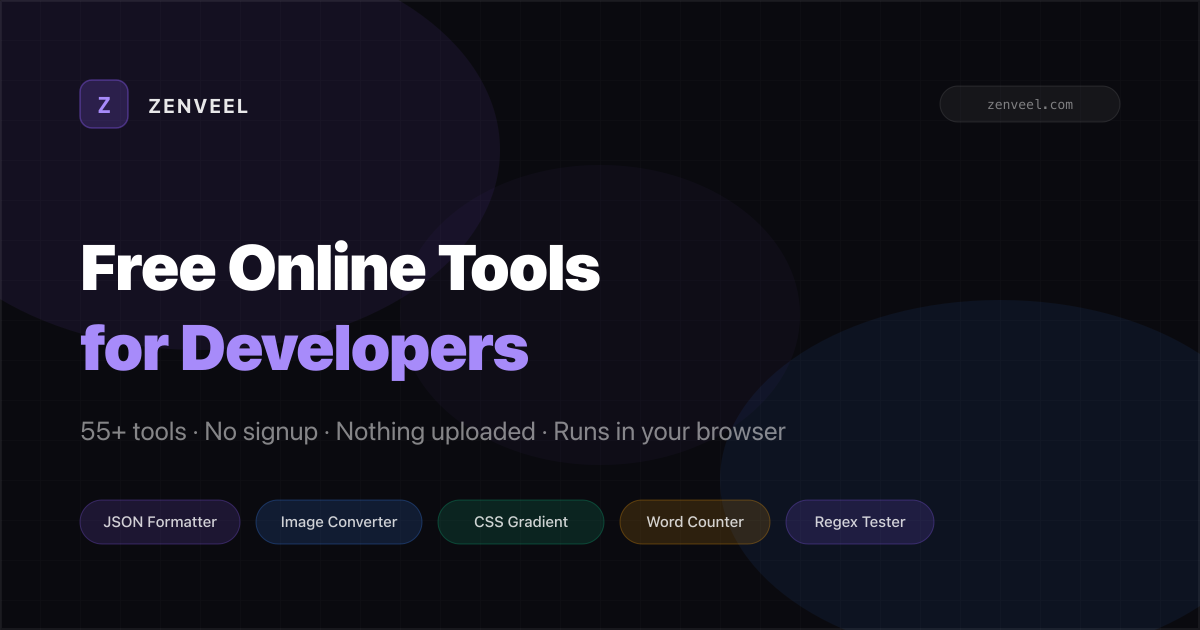 Z ZENVEEL
zenveel.com
Free Online Tools
for Developers
55+ tools · No signup · Nothing uploaded · Runs in your browser
JSON Formatter Image Converter CSS Gradient Word Counter Regex Tester